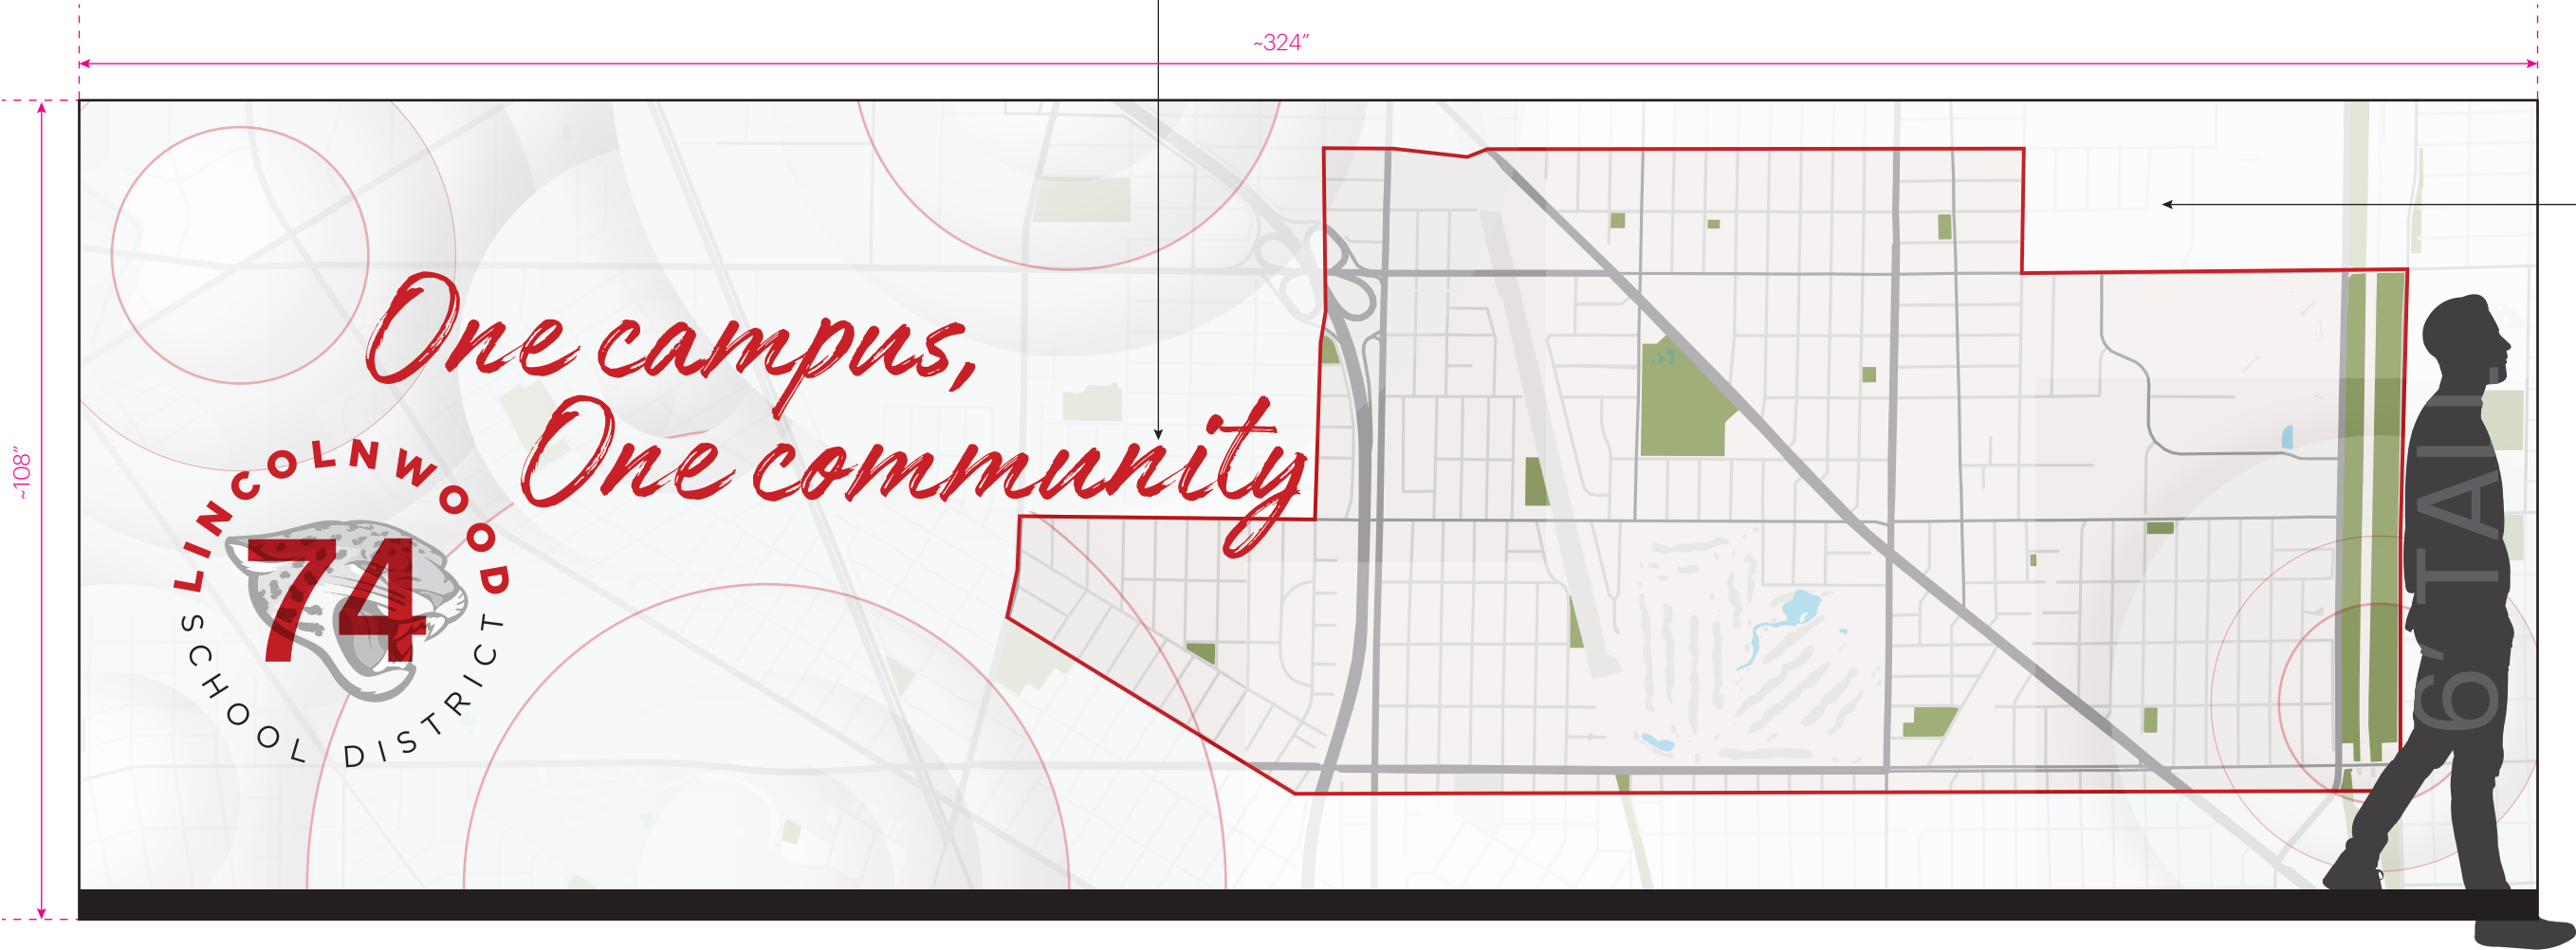 ~324″
~108″
One campus,
One community
LINCOLNWOOD
74
SCHOOL DISTRICT
6′ TALL